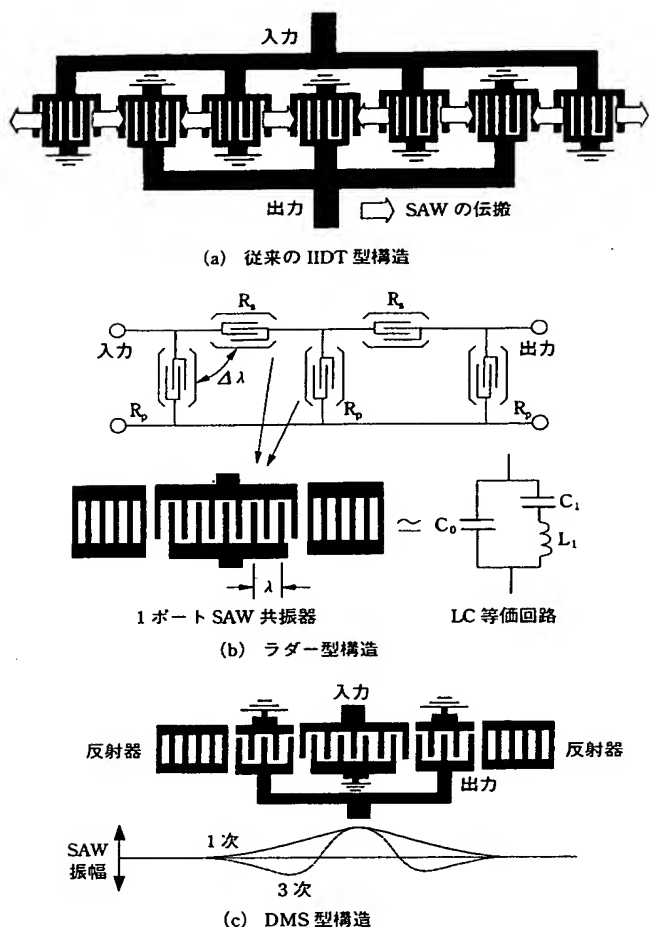 入力
出力
SAW の伝搬
(a) 従来の IIDT 型構造
Rs
Rs
入力
出力
Δλ
Rp
Rp
Rp
λ
≃
C0
C1
L1
1 ポート SAW 共振器
LC 等価回路
(b) ラダー型構造
入力
反射器
反射器
出力
SAW
振幅
1 次
3 次
(c) DMS 型構造